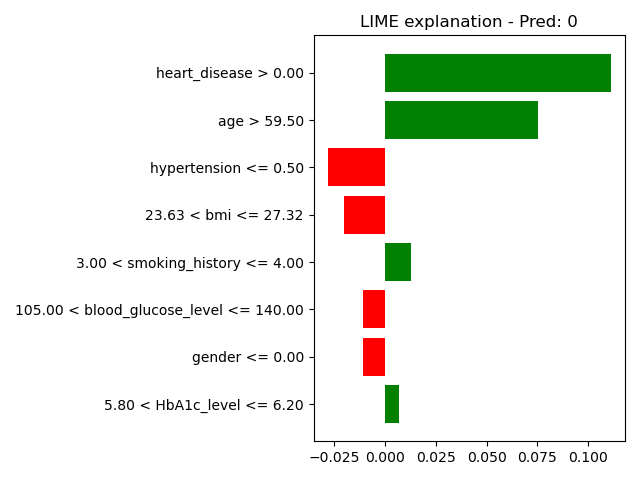 LIME explanation - Pred: 0
heart_disease > 0.00
age > 59.50
hypertension <= 0.50
23.63 < bmi <= 27.32
3.00 < smoking_history <= 4.00
105.00 < blood_glucose_level <= 140.00
gender <= 0.00
5.80 < HbA1c_level <= 6.20
−0.025 0.000 0.025 0.050 0.075 0.100